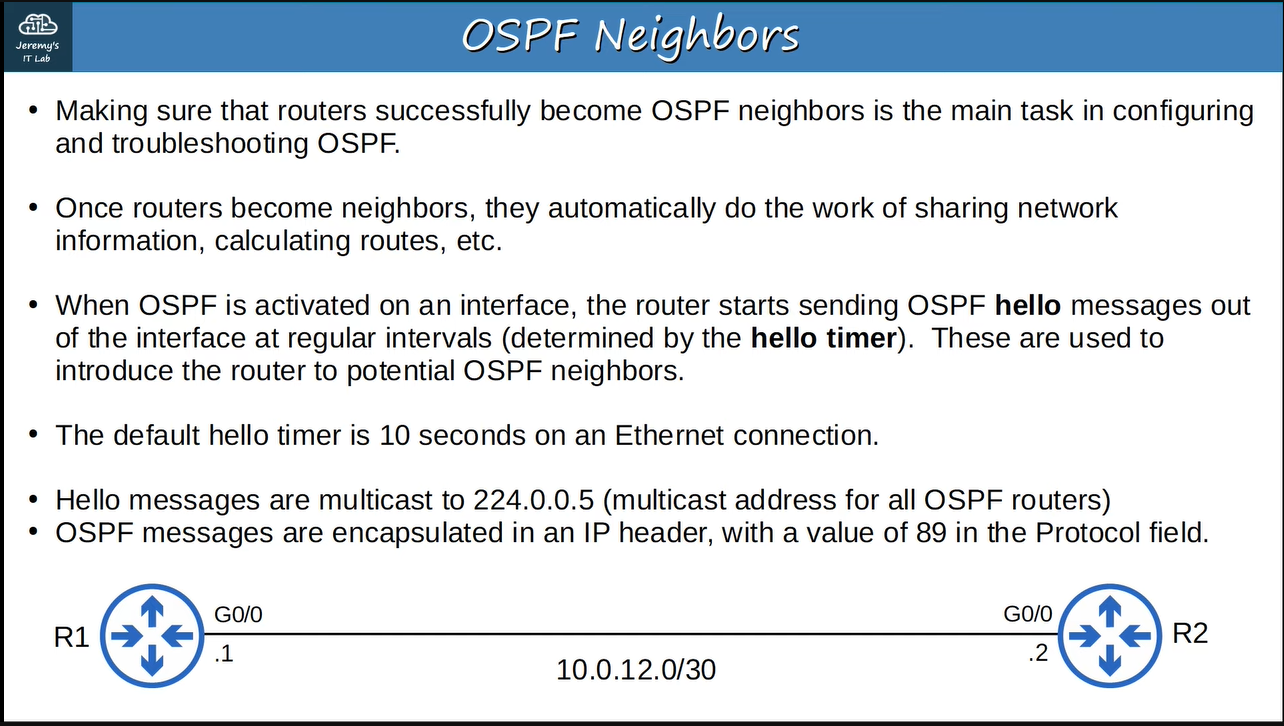 Jeremy's
IT Lab
OSPF Neighbors
• Making sure that routers successfully become OSPF neighbors is the main task in configuring
and troubleshooting OSPF.
• Once routers become neighbors, they automatically do the work of sharing network
information, calculating routes, etc.
• When OSPF is activated on an interface, the router starts sending OSPF hello messages out
of the interface at regular intervals (determined by the hello timer).  These are used to
introduce the router to potential OSPF neighbors.
• The default hello timer is 10 seconds on an Ethernet connection.
• Hello messages are multicast to 224.0.0.5 (multicast address for all OSPF routers)
• OSPF messages are encapsulated in an IP header, with a value of 89 in the Protocol field.
R1
G0/0
.1
10.0.12.0/30
G0/0
.2
R2